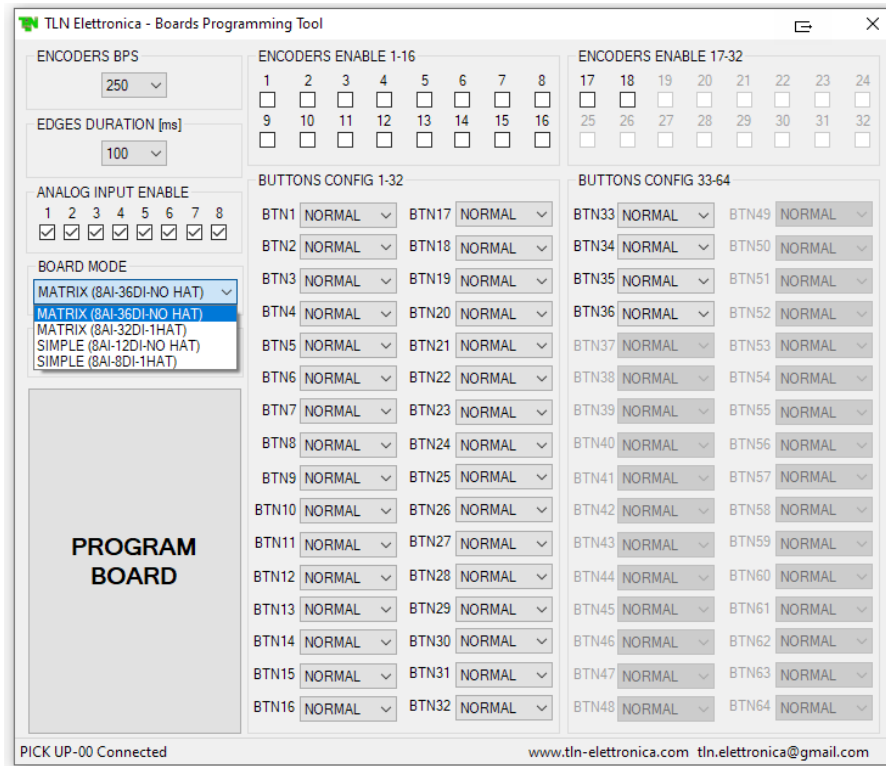 TLN Elettronica - Boards Programming Tool
ENCODERS BPS
250
EDGES DURATION [ms]
100
ANALOG INPUT ENABLE
1 2 3 4 5 6 7 8
BOARD MODE
MATRIX (8AI-36DI-NO HAT)
MATRIX (8AI-36DI-NO HAT)
MATRIX (8AI-32DI-1HAT)
SIMPLE (8AI-12DI-NO HAT)
SIMPLE (8AI-8DI-1HAT)
PROGRAM
BOARD
ENCODERS ENABLE 1-16
1 2 3 4 5 6 7 8
9 10 11 12 13 14 15 16
ENCODERS ENABLE 17-32
17 18 19 20 21 22 23 24
25 26 27 28 29 30 31 32
BUTTONS CONFIG 1-32
BTN1 NORMAL BTN17 NORMAL
BTN2 NORMAL BTN18 NORMAL
BTN3 NORMAL BTN19 NORMAL
BTN4 NORMAL BTN20 NORMAL
BTN5 NORMAL BTN21 NORMAL
BTN6 NORMAL BTN22 NORMAL
BTN7 NORMAL BTN23 NORMAL
BTN8 NORMAL BTN24 NORMAL
BTN9 NORMAL BTN25 NORMAL
BTN10 NORMAL BTN26 NORMAL
BTN11 NORMAL BTN27 NORMAL
BTN12 NORMAL BTN28 NORMAL
BTN13 NORMAL BTN29 NORMAL
BTN14 NORMAL BTN30 NORMAL
BTN15 NORMAL BTN31 NORMAL
BTN16 NORMAL BTN32 NORMAL
BUTTONS CONFIG 33-64
BTN33 NORMAL BTN49 NORMAL
BTN34 NORMAL BTN50 NORMAL
BTN35 NORMAL BTN51 NORMAL
BTN36 NORMAL BTN52 NORMAL
BTN37 NORMAL BTN53 NORMAL
BTN38 NORMAL BTN54 NORMAL
BTN39 NORMAL BTN55 NORMAL
BTN40 NORMAL BTN56 NORMAL
BTN41 NORMAL BTN57 NORMAL
BTN42 NORMAL BTN58 NORMAL
BTN43 NORMAL BTN59 NORMAL
BTN44 NORMAL BTN60 NORMAL
BTN45 NORMAL BTN61 NORMAL
BTN46 NORMAL BTN62 NORMAL
BTN47 NORMAL BTN63 NORMAL
BTN48 NORMAL BTN64 NORMAL
PICK UP-00 Connected
www.tln-elettronica.com tln.elettronica@gmail.com